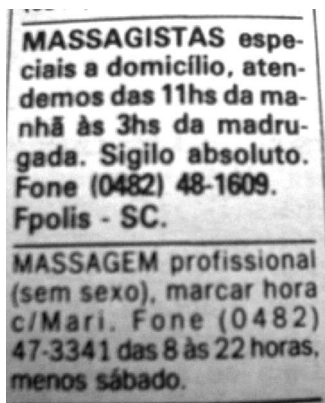 MASSAGISTAS espe-
ciais a domicílio, aten-
demos das 11hs da ma-
nhã às 3hs da madru-
gada. Sigilo absoluto.
Fone (0482) 48-1609.
Fpolis - SC.
MASSAGEM profissional
(sem sexo), marcar hora
c/Mari. Fone (0482)
47-3341 das 8 às 22 horas,
menos sábado.